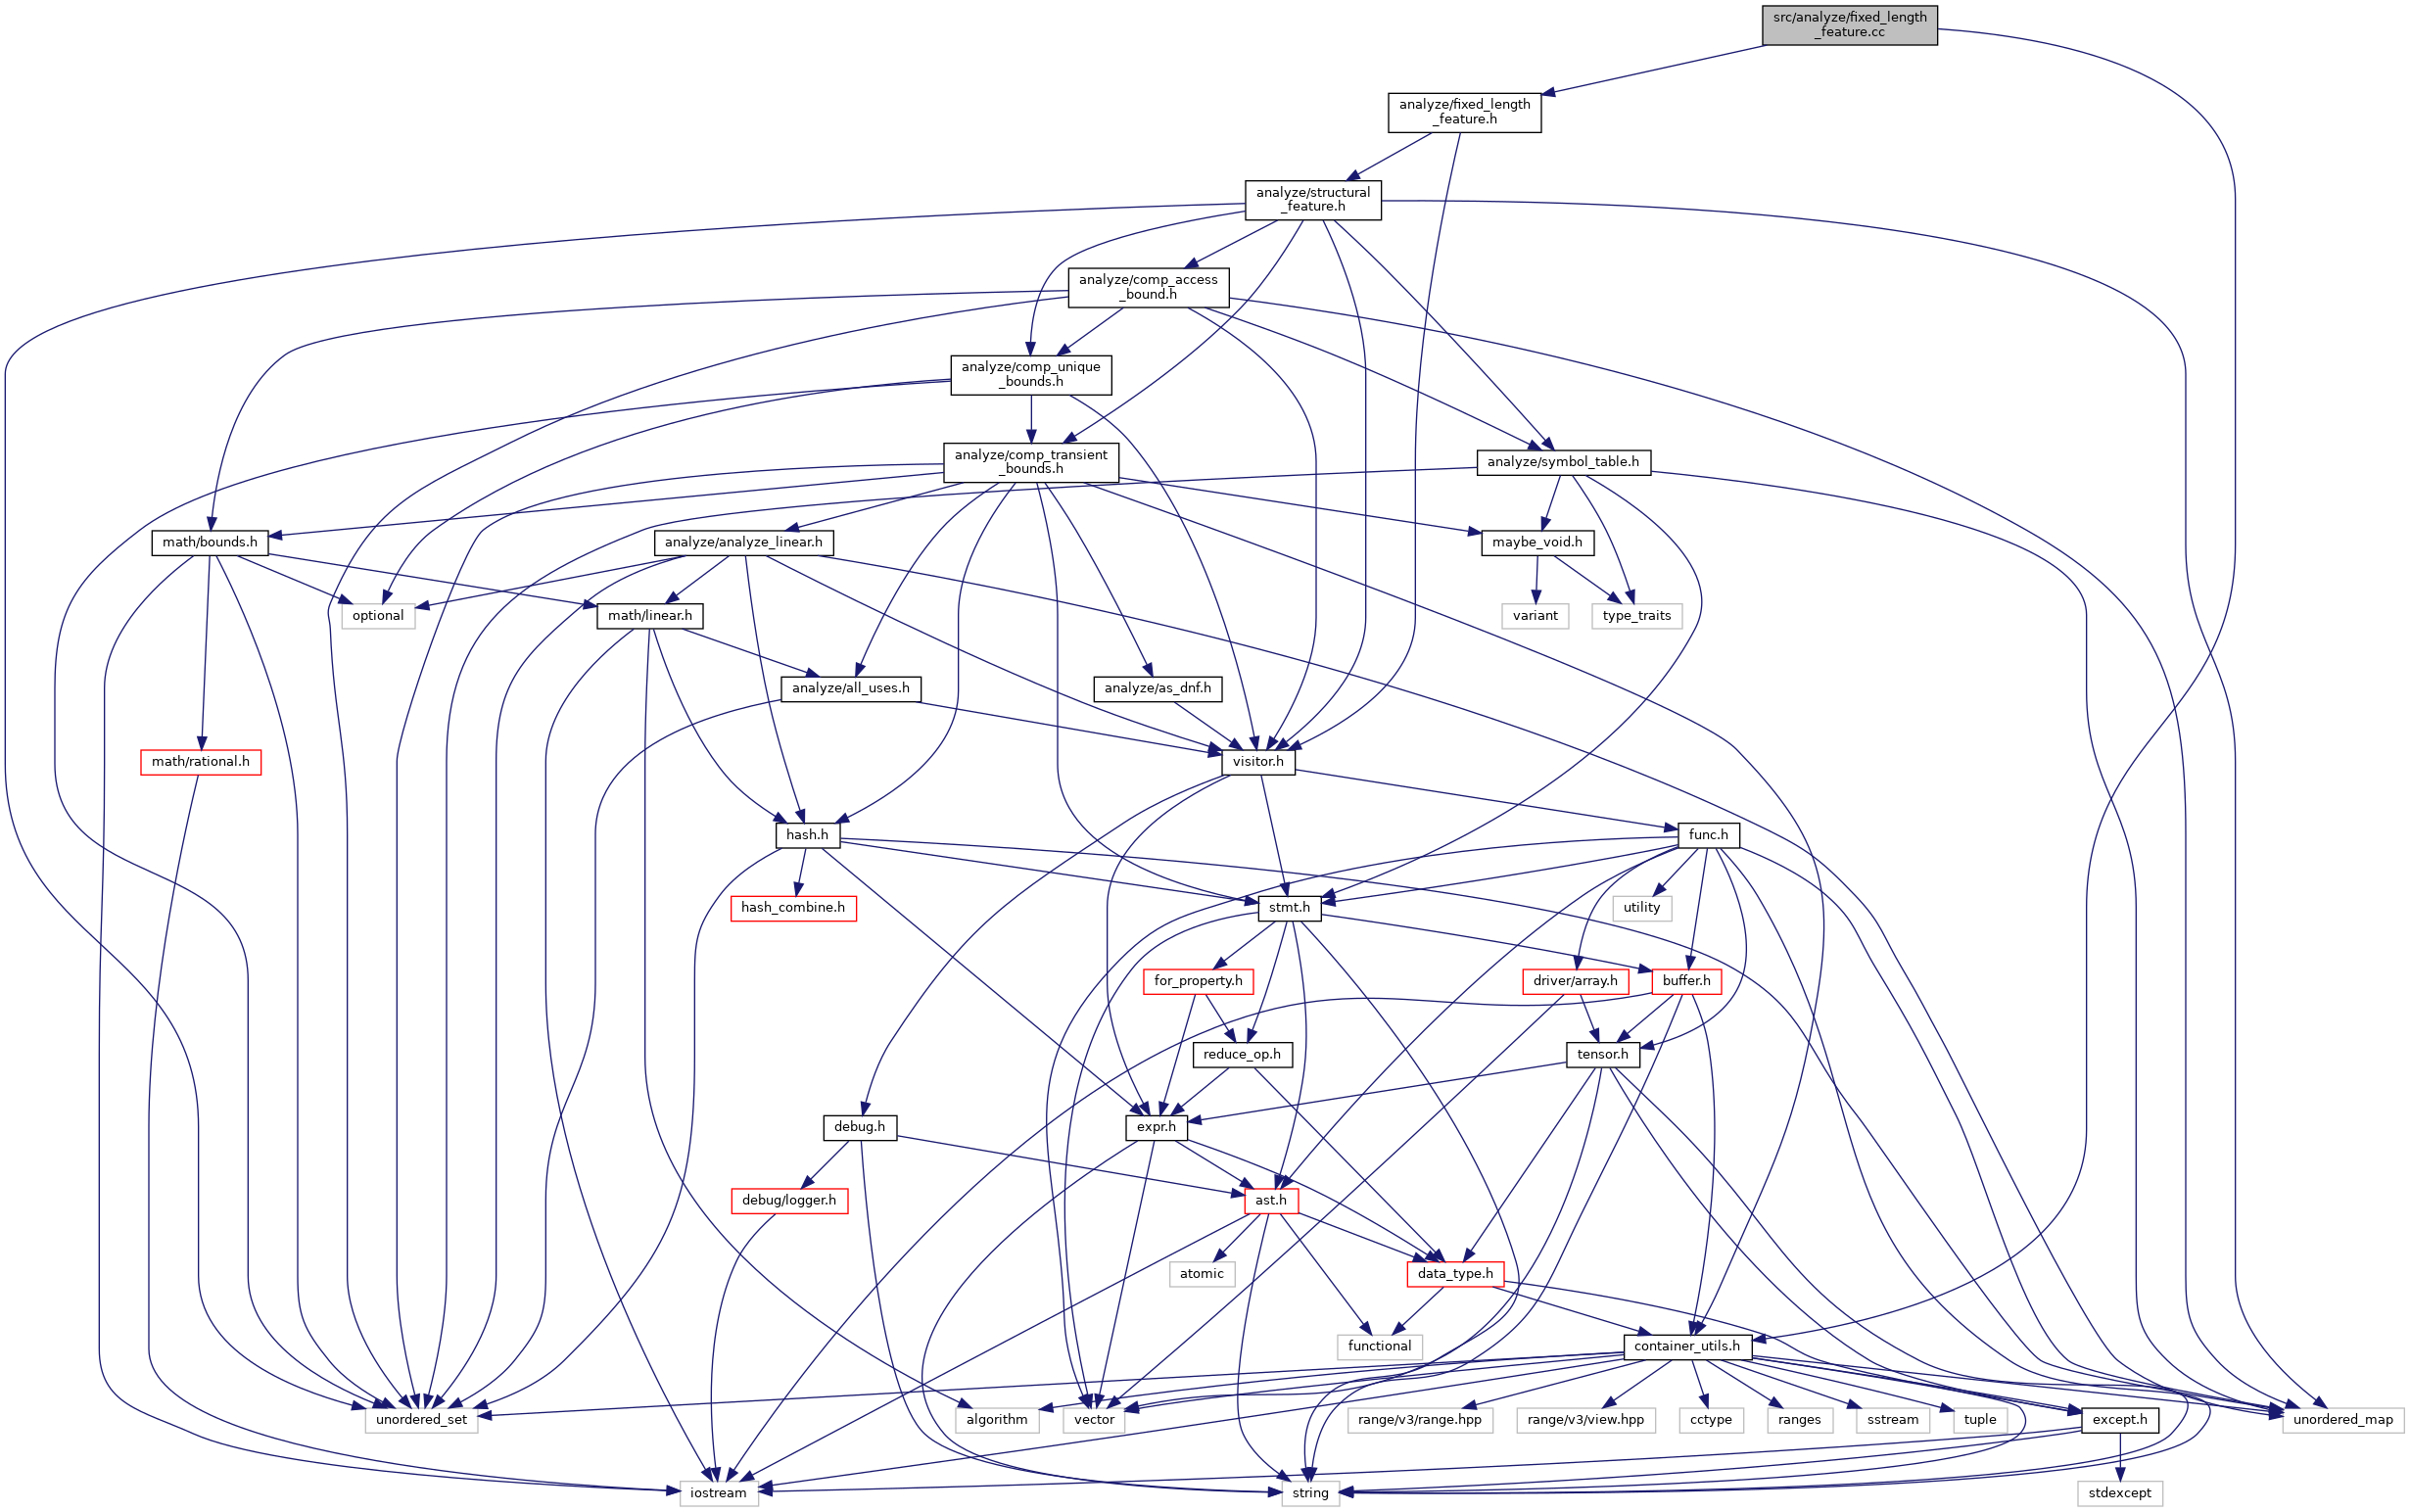 src/analyze/fixed_length
_feature.cc
analyze/fixed_length
_feature.h
analyze/structural
_feature.h
analyze/comp_access
_bound.h
analyze/comp_unique
_bounds.h
analyze/comp_transient
_bounds.h
analyze/symbol_table.h
math/bounds.h
analyze/analyze_linear.h
maybe_void.h
optional
math/linear.h
variant
type_traits
analyze/all_uses.h
analyze/as_dnf.h
math/rational.h
visitor.h
hash.h
func.h
hash_combine.h
stmt.h
utility
for_property.h
driver/array.h
buffer.h
reduce_op.h
tensor.h
debug.h
expr.h
debug/logger.h
ast.h
atomic
data_type.h
functional
container_utils.h
unordered_set
algorithm
vector
range/v3/range.hpp
range/v3/view.hpp
cctype
ranges
sstream
tuple
except.h
unordered_map
iostream
string
stdexcept